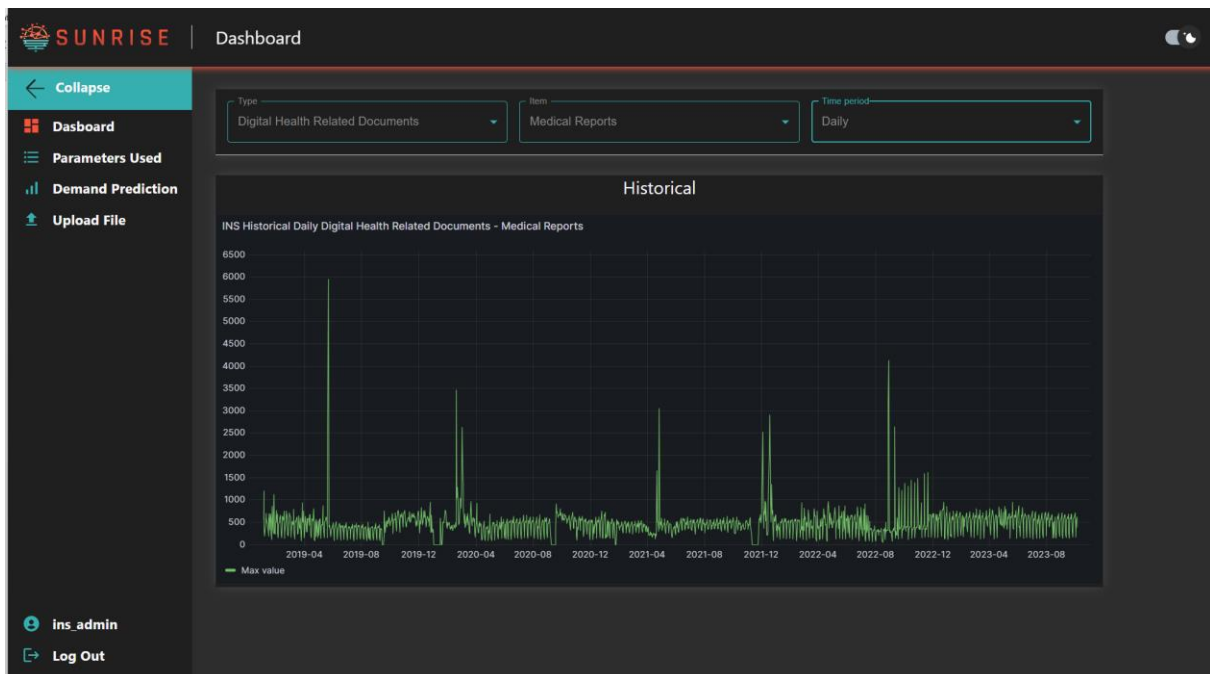 SUNRISE
Dashboard
Collapse
Dasboard
Parameters Used
Demand Prediction
Upload File
ins_admin
Log Out
Type
Digital Health Related Documents
Item
Medical Reports
Time period
Daily
Historical
INS Historical Daily Digital Health Related Documents - Medical Reports
6500
6000
5500
5000
4500
4000
3500
3000
2500
2000
1500
1000
500
0
2019-04 2019-08 2019-12 2020-04 2020-08 2020-12 2021-04 2021-08 2021-12 2022-04 2022-08 2022-12 2023-04 2023-08
Max value